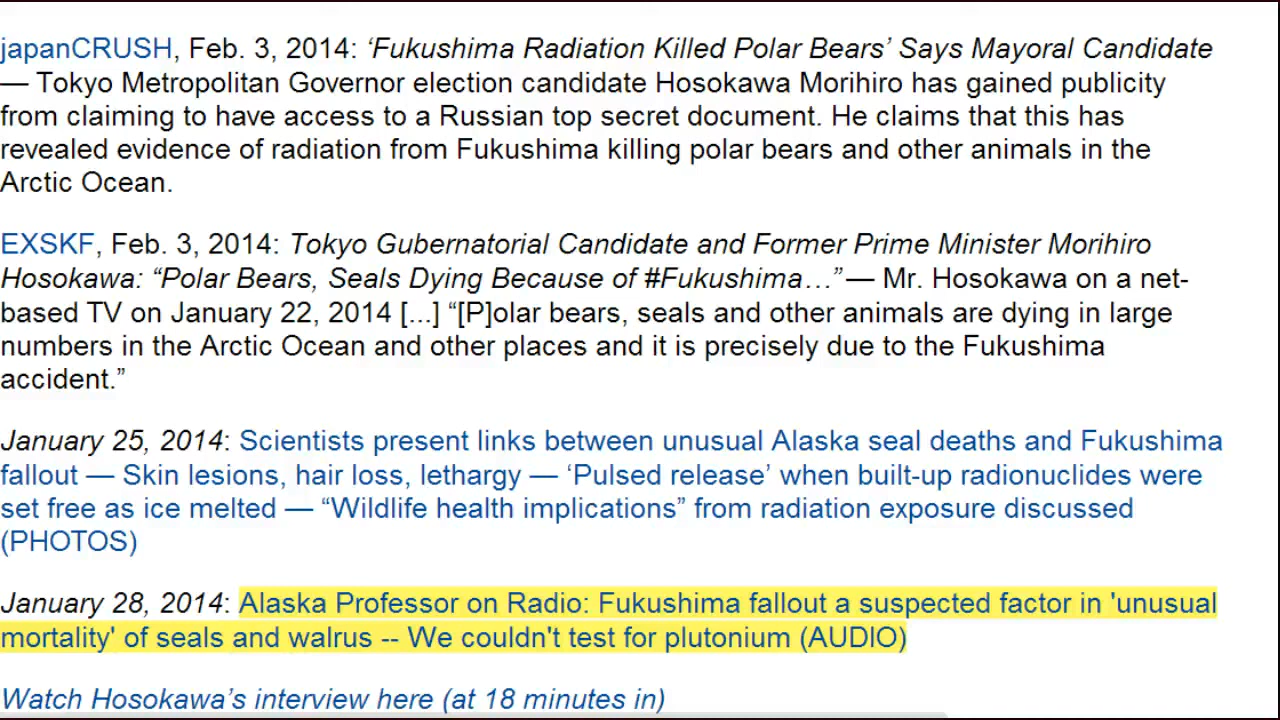 japanCRUSH, Feb. 3, 2014: ‘Fukushima Radiation Killed Polar Bears’ Says Mayoral Candidate
— Tokyo Metropolitan Governor election candidate Hosokawa Morihiro has gained publicity
from claiming to have access to a Russian top secret document. He claims that this has
revealed evidence of radiation from Fukushima killing polar bears and other animals in the
Arctic Ocean.
EXSKF, Feb. 3, 2014: Tokyo Gubernatorial Candidate and Former Prime Minister Morihiro
Hosokawa: “Polar Bears, Seals Dying Because of #Fukushima…” — Mr. Hosokawa on a net-
based TV on January 22, 2014 [...] “[P]olar bears, seals and other animals are dying in large
numbers in the Arctic Ocean and other places and it is precisely due to the Fukushima
accident.”
January 25, 2014: Scientists present links between unusual Alaska seal deaths and Fukushima
fallout — Skin lesions, hair loss, lethargy — ‘Pulsed release’ when built-up radionuclides were
set free as ice melted — “Wildlife health implications” from radiation exposure discussed
(PHOTOS)
January 28, 2014: Alaska Professor on Radio: Fukushima fallout a suspected factor in 'unusual
mortality' of seals and walrus -- We couldn't test for plutonium (AUDIO)
Watch Hosokawa’s interview here (at 18 minutes in)